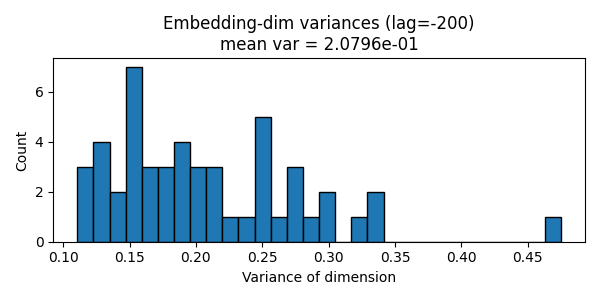 Embedding-dim variances (lag=-200)
mean var = 2.0796e-01
Count
6
4
2
0
0.10 0.15 0.20 0.25 0.30 0.35 0.40 0.45
Variance of dimension